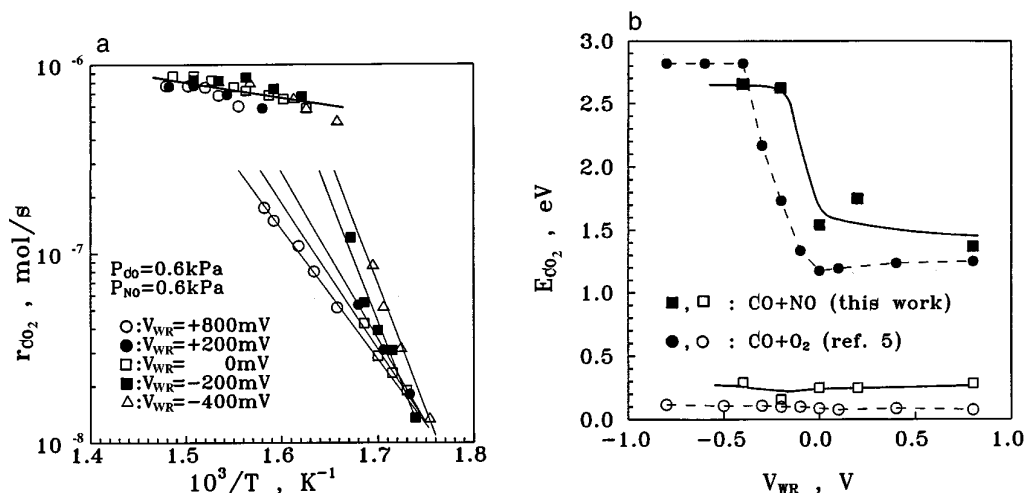 a
10⁻⁶
10⁻⁷
10⁻⁸
r_CO₂ , mol/s
P_CO=0.6kPa
P_NO=0.6kPa
○:V_WR=+800mV
●:V_WR=+200mV
□:V_WR= 0mV
■:V_WR=−200mV
△:V_WR=−400mV
1.4 1.5 1.6 1.7 1.8
10³/T , K⁻¹
b
3.0
2.5
2.0
1.5
1.0
0.5
0.0
E_CO₂ , eV
■,□ : CO+NO (this work)
●,○ : CO+O₂ (ref. 5)
−1.0 −0.5 0.0 0.5 1.0
V_WR , V